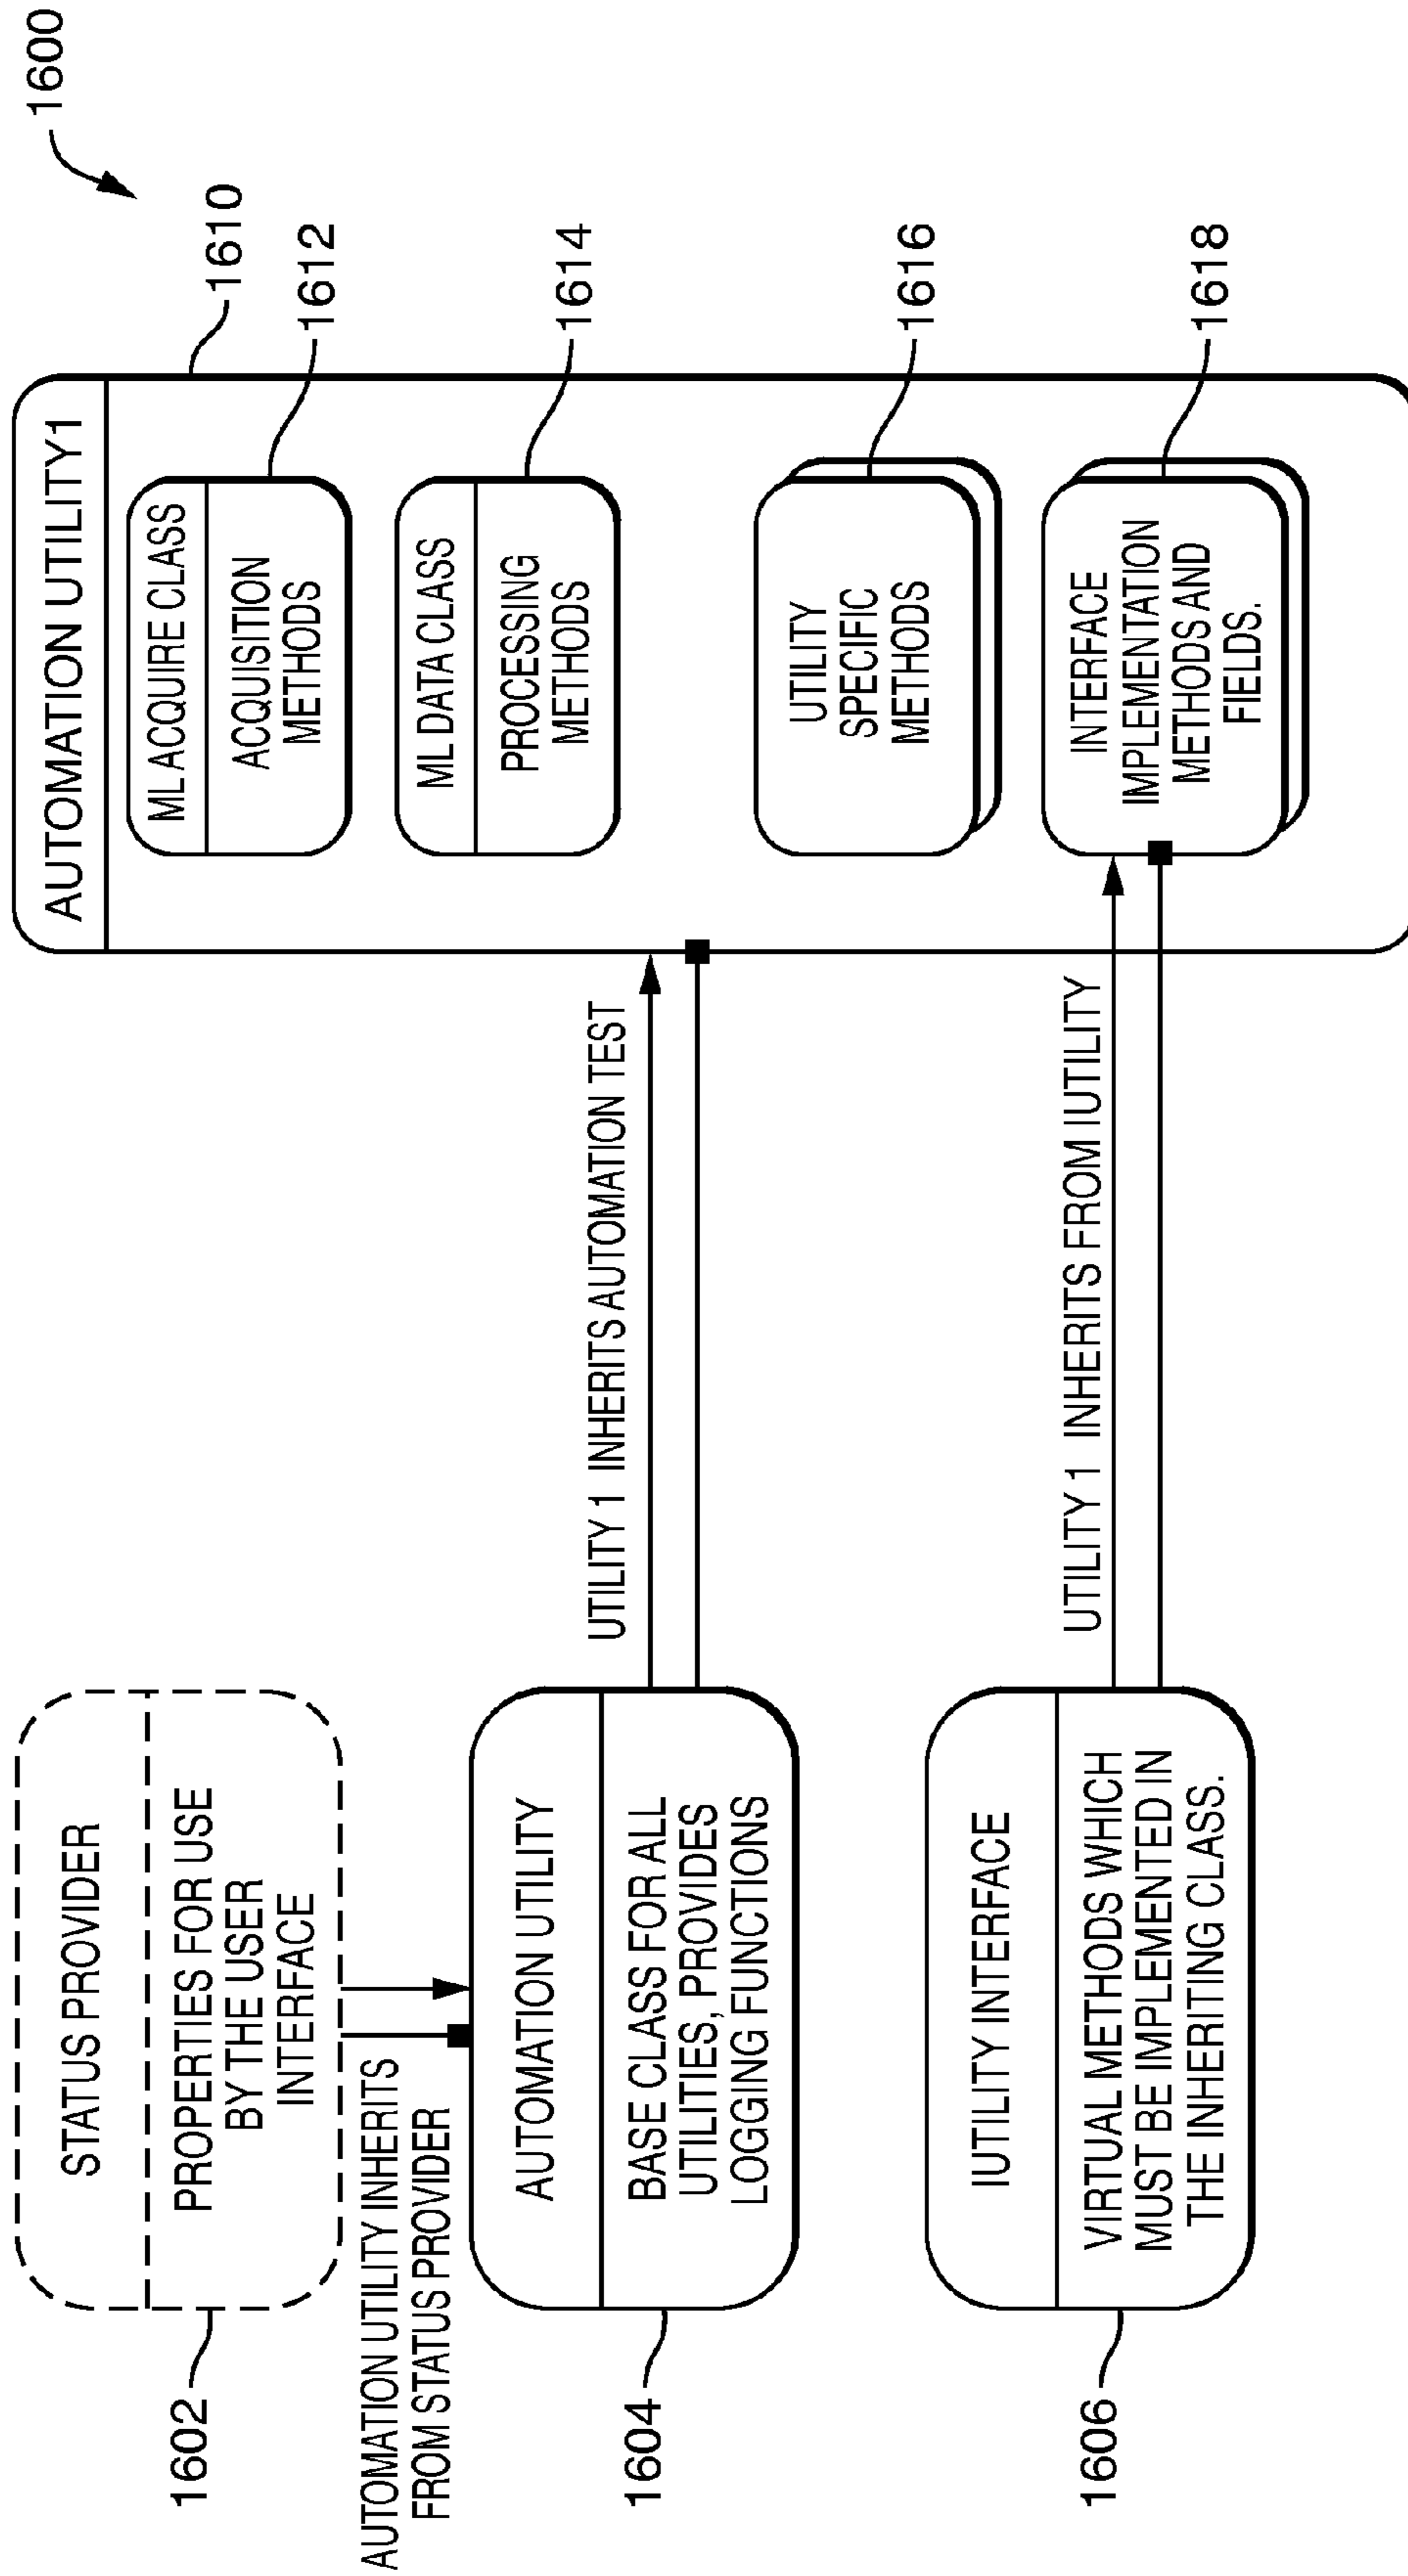 1600
STATUS PROVIDER
PROPERTIES FOR USE
BY THE USER
INTERFACE
1602
AUTOMATION UTILITY INHERITS
FROM STATUS PROVIDER
AUTOMATION UTILITY
BASE CLASS FOR ALL
UTILITIES, PROVIDES
LOGGING FUNCTIONS
1604
UTILITY 1 INHERITS AUTOMATION TEST
IUTILITY INTERFACE
VIRTUAL METHODS WHICH
MUST BE IMPLEMENTED IN
THE INHERITING CLASS.
1606
UTILITY 1 INHERITS FROM IUTILITY
AUTOMATION UTILITY1
1610
ML ACQUIRE CLASS
ACQUISITION
METHODS
1612
ML DATA CLASS
PROCESSING
METHODS
1614
UTILITY
SPECIFIC
METHODS
1616
INTERFACE
IMPLEMENTATION
METHODS AND
FIELDS.
1618